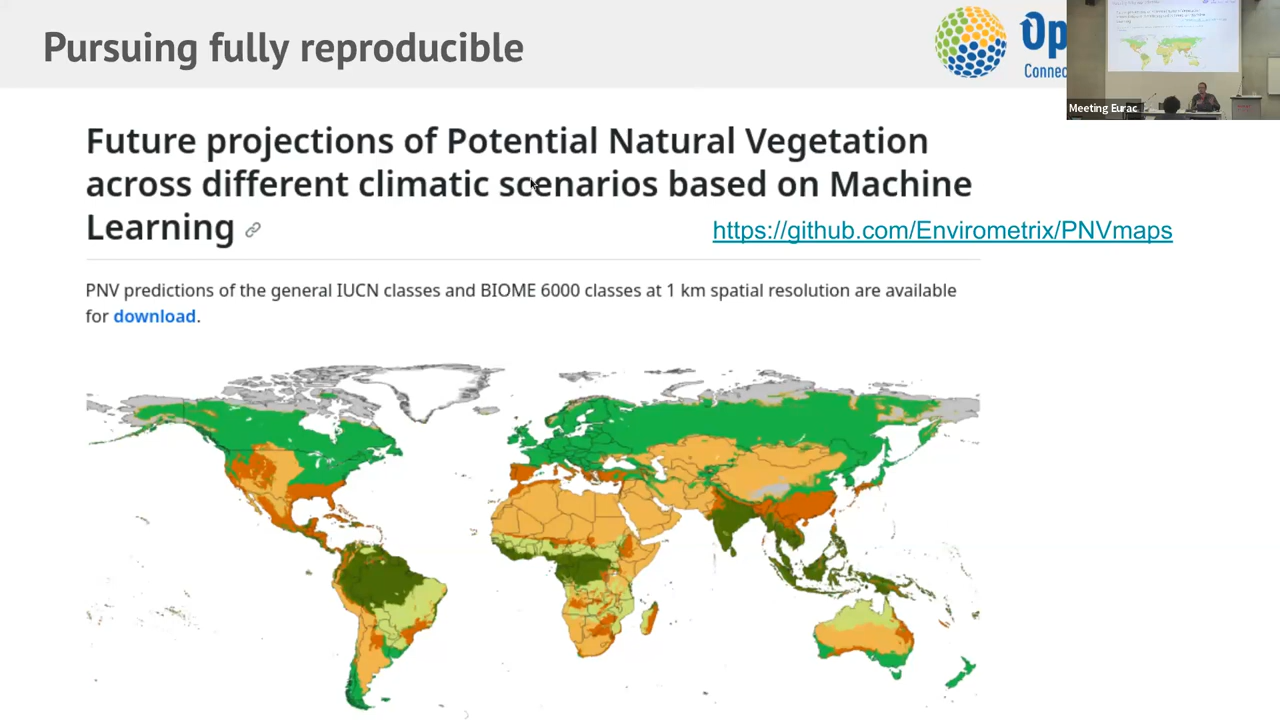 Pursuing fully reproducible
Op
Connec
Meeting Eurac
Future projections of Potential Natural Vegetation
across different climatic scenarios based on Machine
Learning
https://github.com/Envirometrix/PNVmaps
PNV predictions of the general IUCN classes and BIOME 6000 classes at 1 km spatial resolution are available
for download.